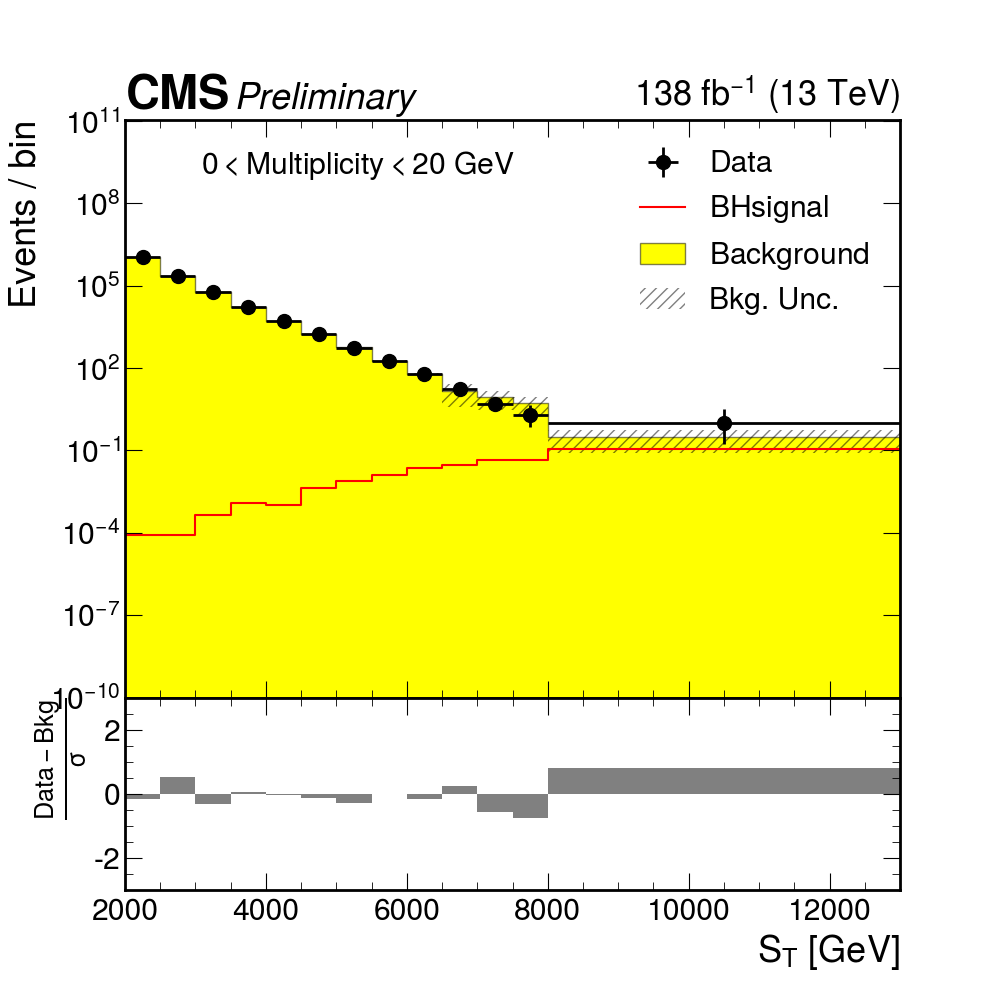 CMS Preliminary 138 fb⁻¹ (13 TeV)
Events / bin
10¹¹
10⁸
10⁵
10²
10⁻¹
10⁻⁴
10⁻⁷
10⁻¹⁰
0 < Multiplicity < 20 GeV
Data
BHsignal
Background
Bkg. Unc.
Data − Bkg
σ
2
0
-2
2000 4000 6000 8000 10000 12000
S_T [GeV]